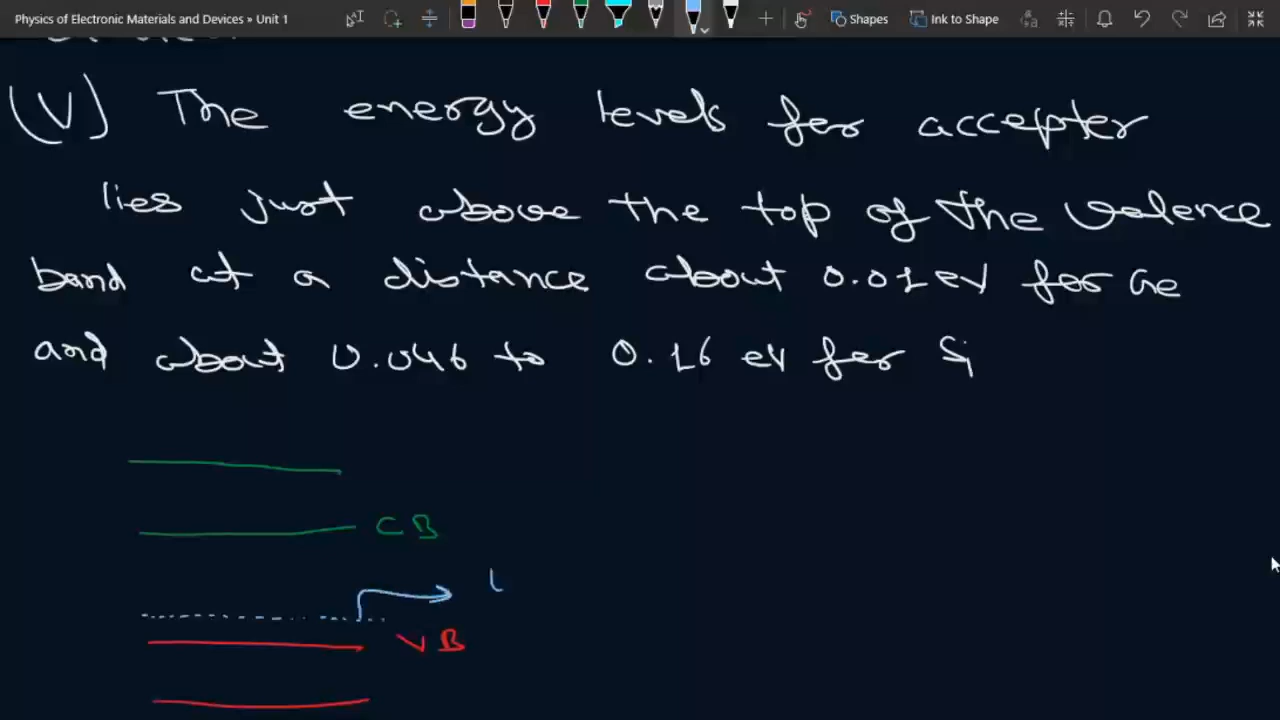 Physics of Electronic Materials and Devices » Unit 1
Shapes
Ink to Shape
(V) The energy levels for accepter
lies just above the top of the valence
band at a distance about 0.01 ev for Ge
and about 0.046 to 0.16 ev for Si
CB
VB